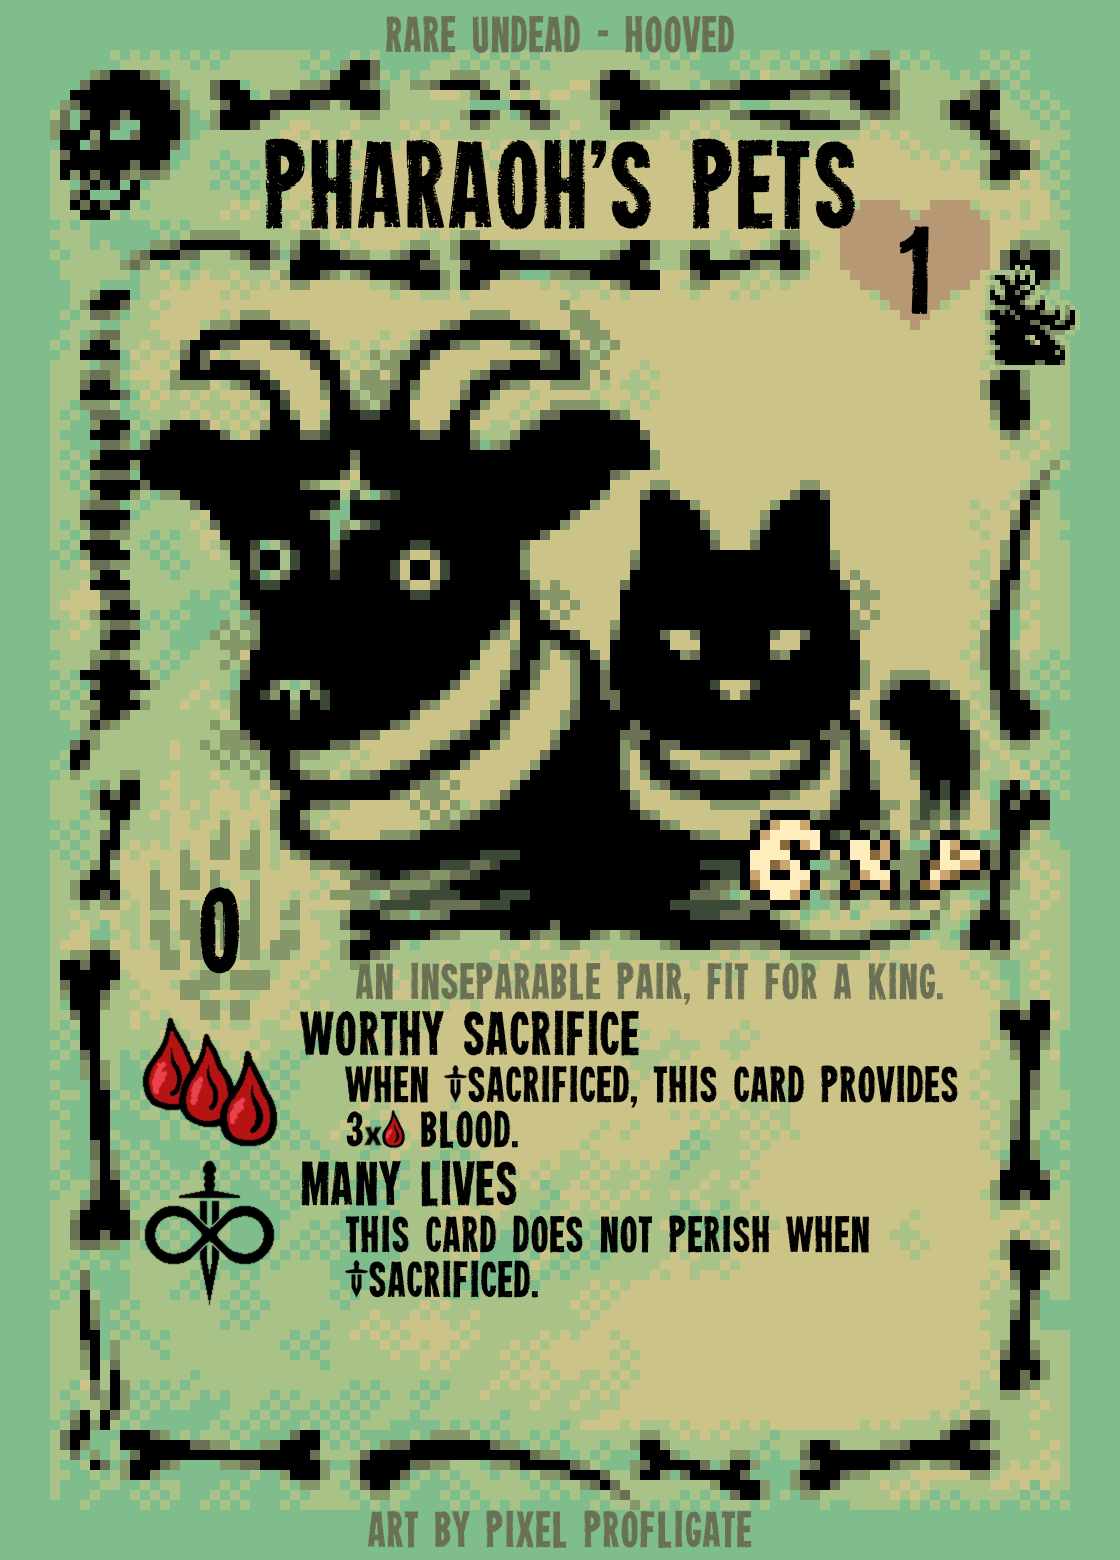 RARE UNDEAD - HOOVED
PHARAOH'S PETS
1
6 X
0
AN INSEPARABLE PAIR, FIT FOR A KING.
WORTHY SACRIFICE
WHEN SACRIFICED, THIS CARD PROVIDES
3x BLOOD.
MANY LIVES
THIS CARD DOES NOT PERISH WHEN
SACRIFICED.
ART BY PIXEL PROFLIGATE